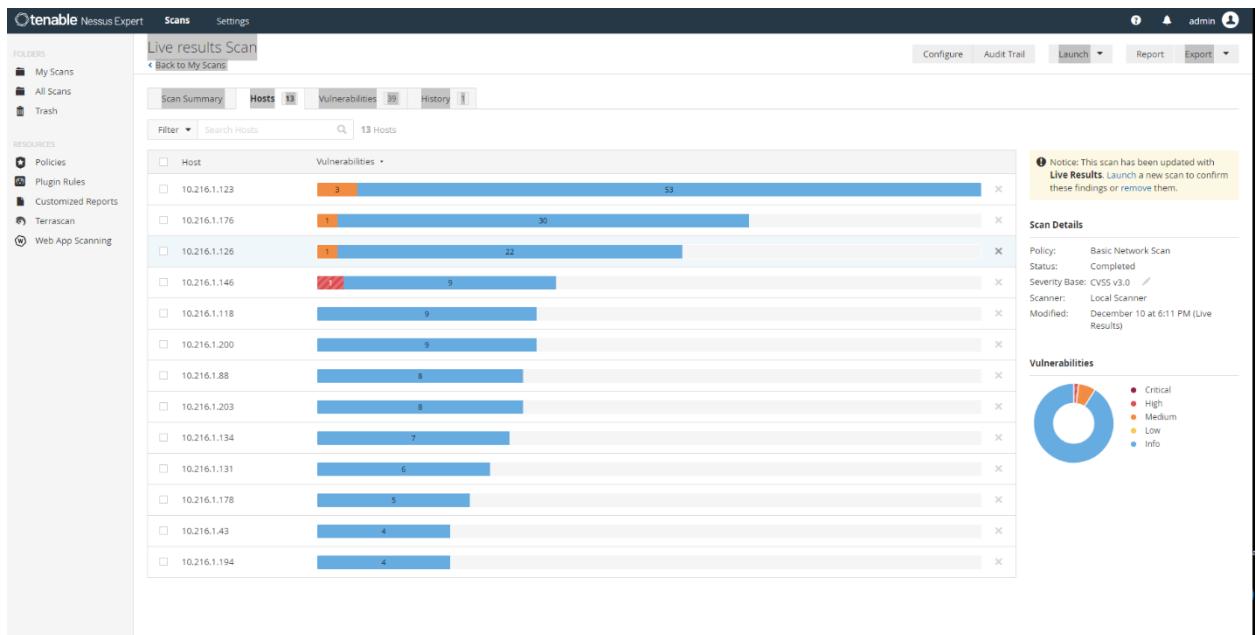 tenable Nessus Expert Scans Settings admin
FOLDERS
My Scans
All Scans
Trash
RESOURCES
Policies
Plugin Rules
Customized Reports
Terrascan
Web App Scanning
Live results Scan
Back to My Scans
Configure Audit Trail Launch Report Export
Scan Summary Hosts 13 Vulnerabilities 39 History 1
Filter Search Hosts 13 Hosts
Host Vulnerabilities
10.216.1.123 3 53
10.216.1.176 1 30
10.216.1.126 1 22
10.216.1.146 1 9
10.216.1.118 9
10.216.1.200 9
10.216.1.88 8
10.216.1.203 8
10.216.1.134 7
10.216.1.131 6
10.216.1.178 5
10.216.1.43 4
10.216.1.194 4
Notice: This scan has been updated with
Live Results. Launch a new scan to confirm
these findings or remove them.
Scan Details
Policy: Basic Network Scan
Status: Completed
Severity Base: CVSS v3.0
Scanner: Local Scanner
Modified: December 10 at 6:11 PM (Live
Results)
Vulnerabilities
Critical
High
Medium
Low
Info